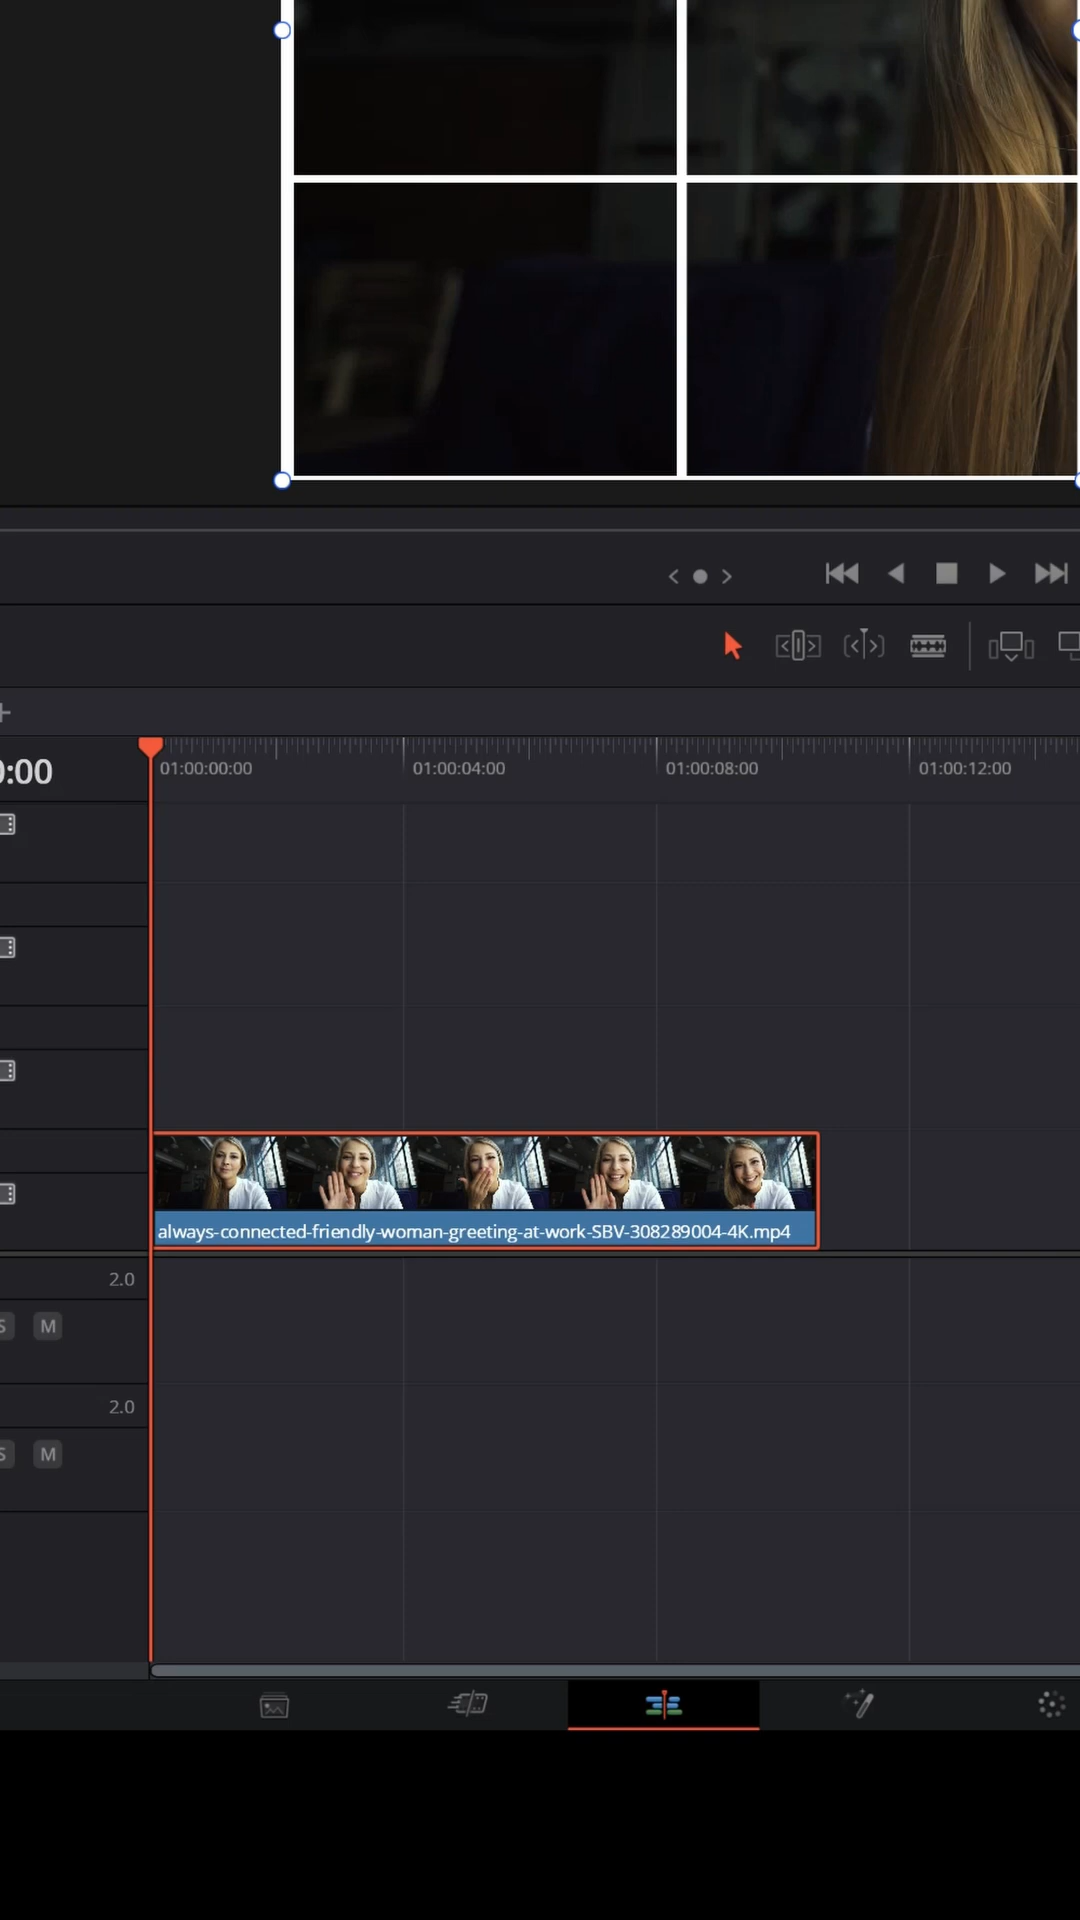 0:00
01:00:00:00
01:00:04:00
01:00:08:00
01:00:12:00
always-connected-friendly-woman-greeting-at-work-SBV-308289004-4K.mp4
2.0
S M
2.0
S M